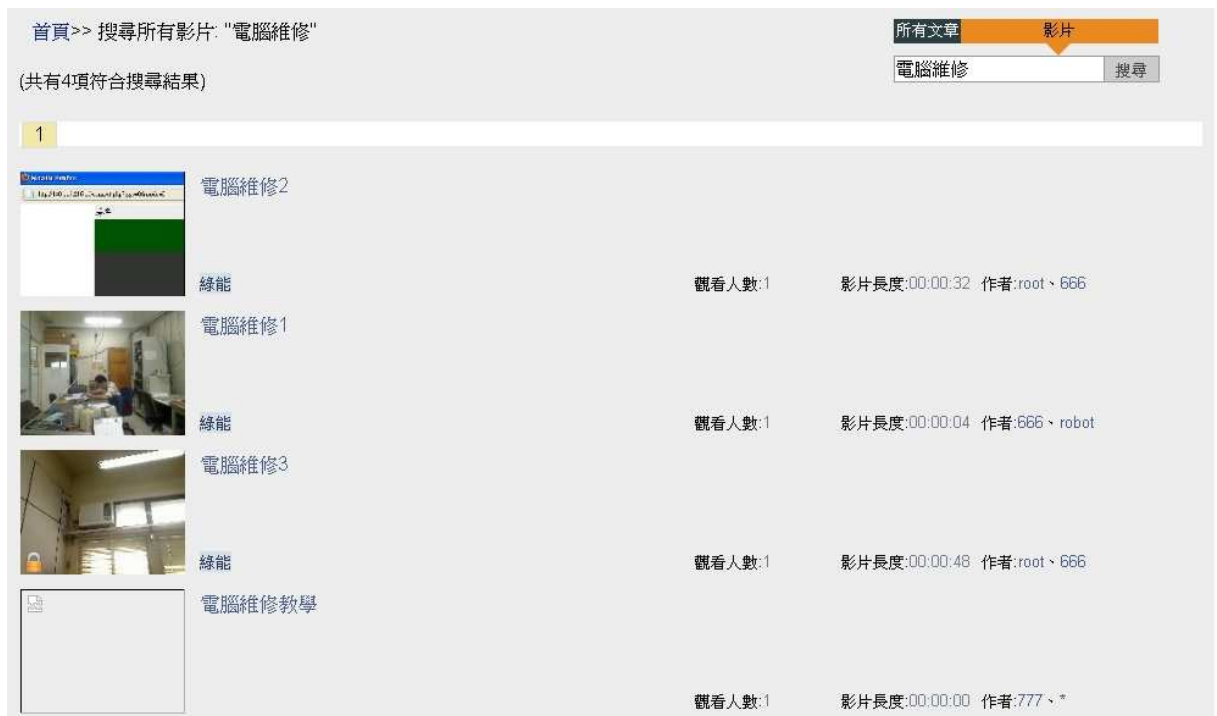 首頁>> 搜尋所有影片: "電腦維修"
所有文章 影片
電腦維修 搜尋
(共有4項符合搜尋結果)
1
電腦維修2
綠能 觀看人數:1 影片長度:00:00:32 作者:root、666
電腦維修1
綠能 觀看人數:1 影片長度:00:00:04 作者:666、robot
電腦維修3
綠能 觀看人數:1 影片長度:00:00:48 作者:root、666
電腦維修教學
觀看人數:1 影片長度:00:00:00 作者:777、*